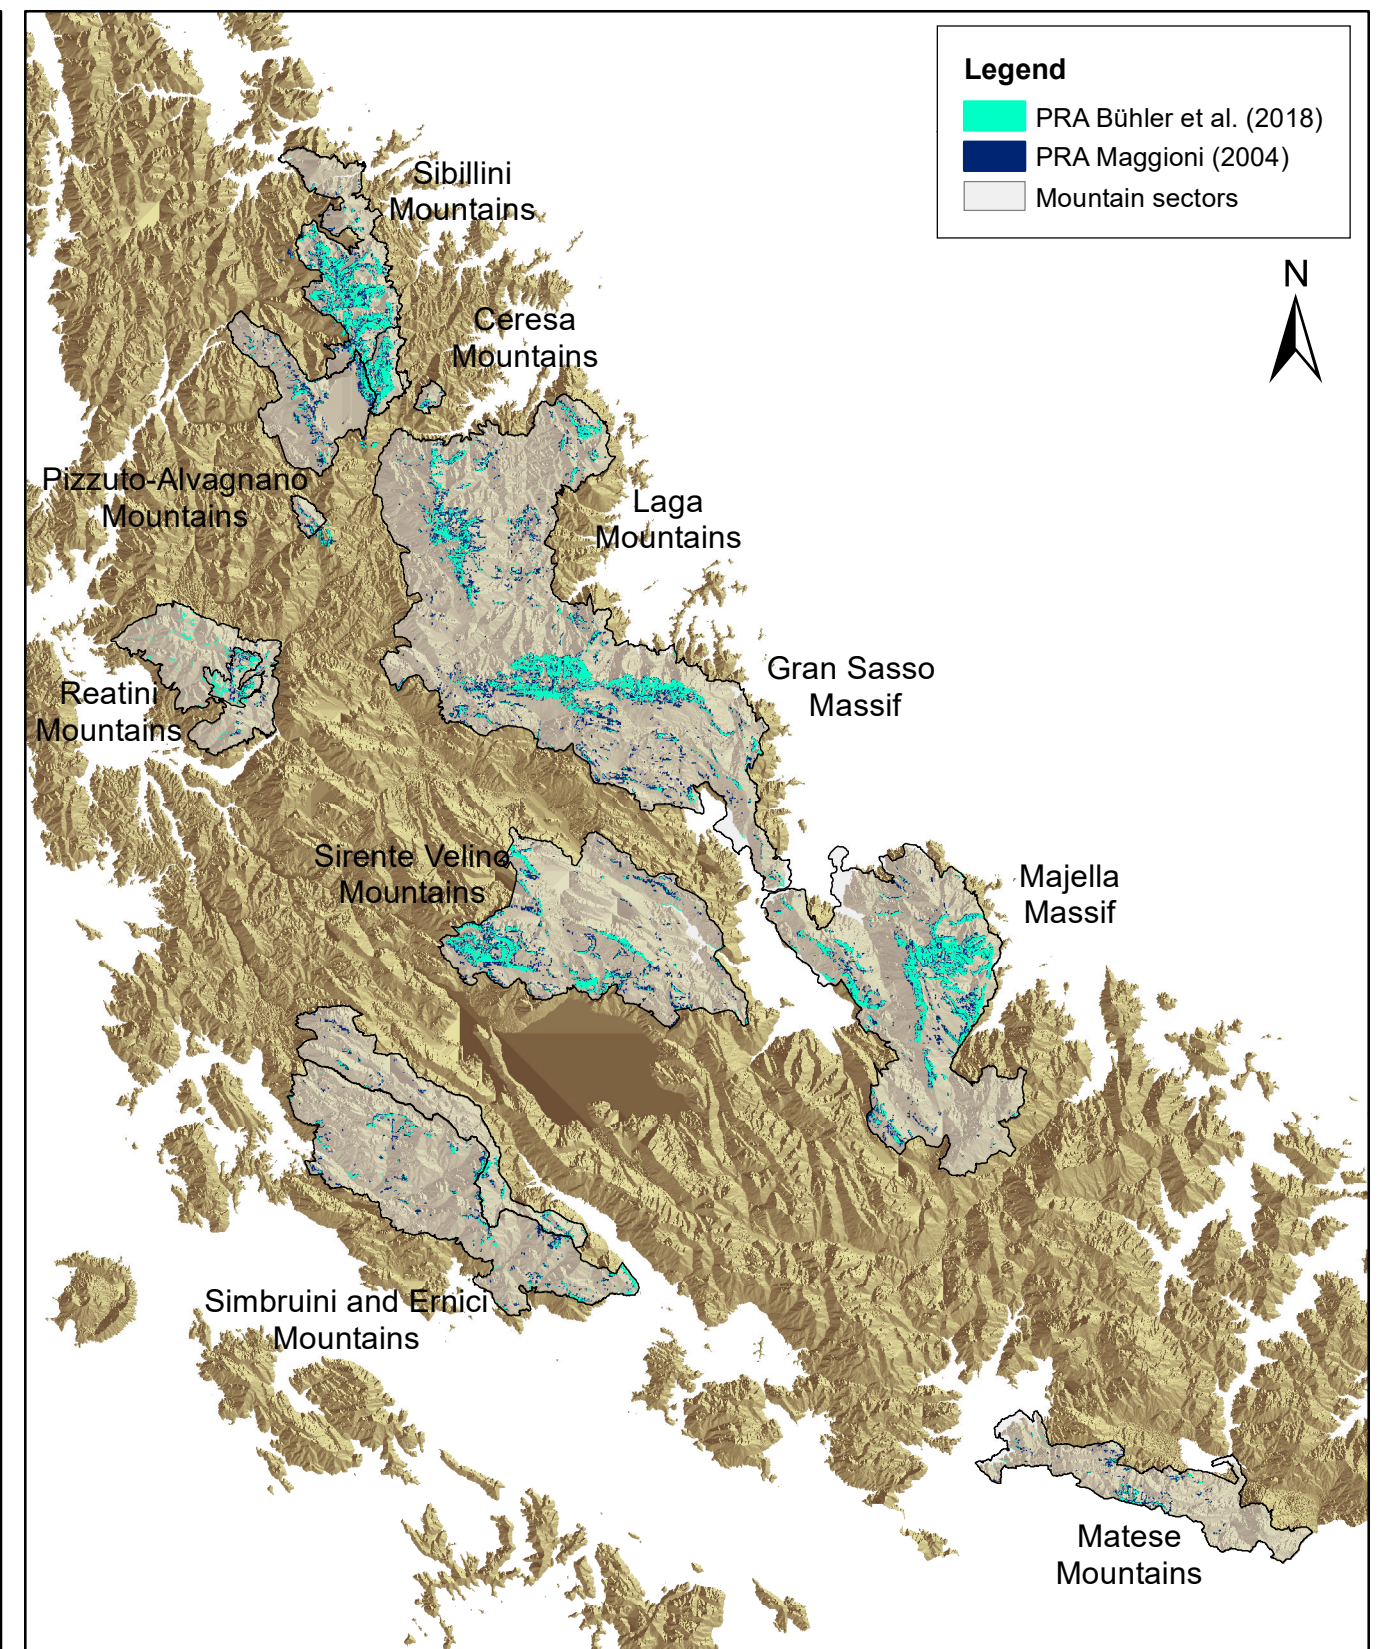 Legend
PRA Bühler et al. (2018)
PRA Maggioni (2004)
Mountain sectors
N
Sibillini
Mountains
Ceresa
Mountains
Pizzuto-Alvagnano
Mountains
Laga
Mountains
Reatini
Mountains
Gran Sasso
Massif
Sirente Velino
Mountains
Majella
Massif
Simbruini and Ernici
Mountains
Matese
Mountains